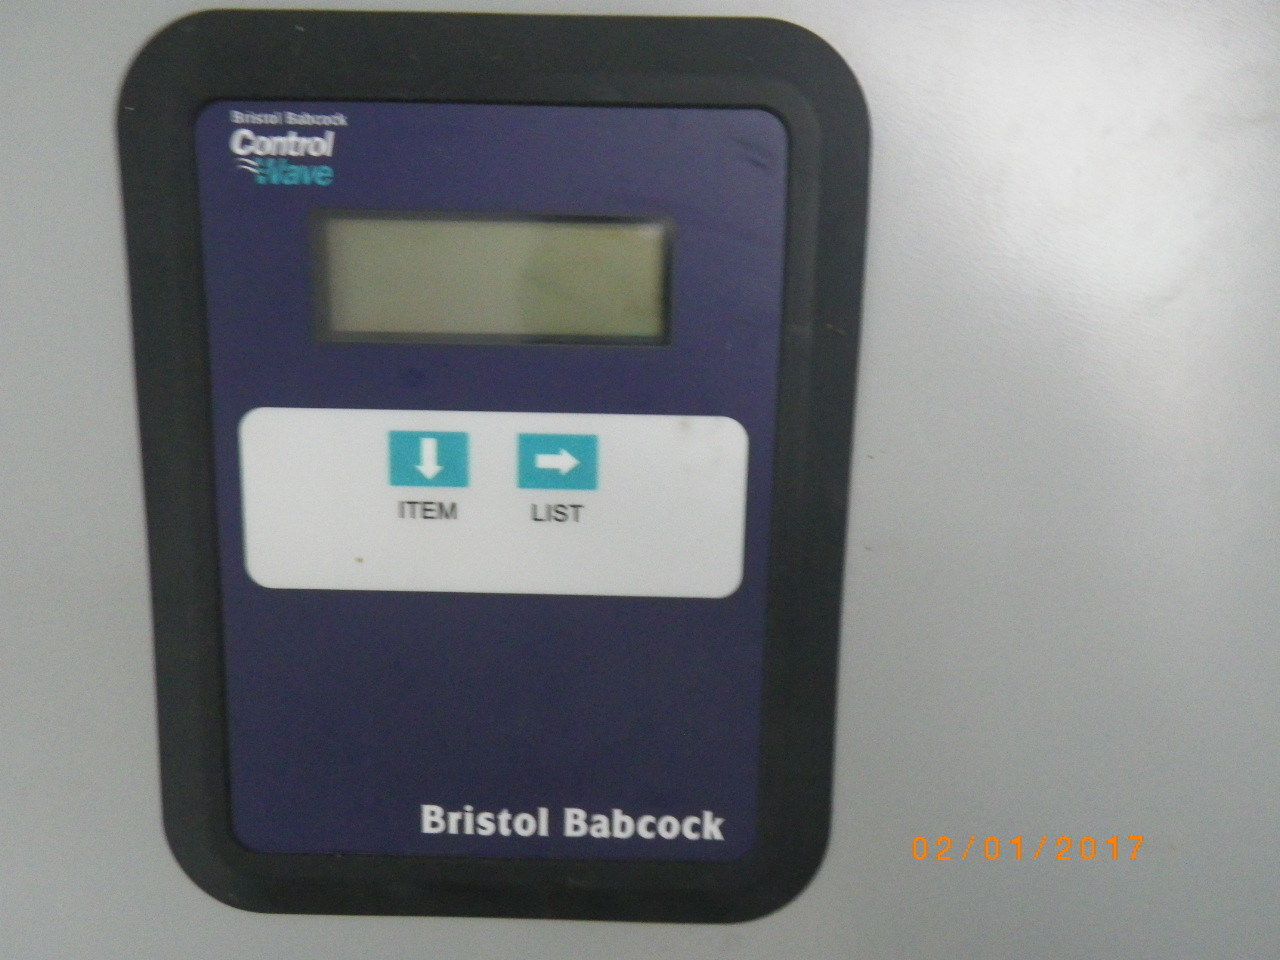 Bristol Babcock
Control
Wave
ITEM
LIST
Bristol Babcock
02/01/2017